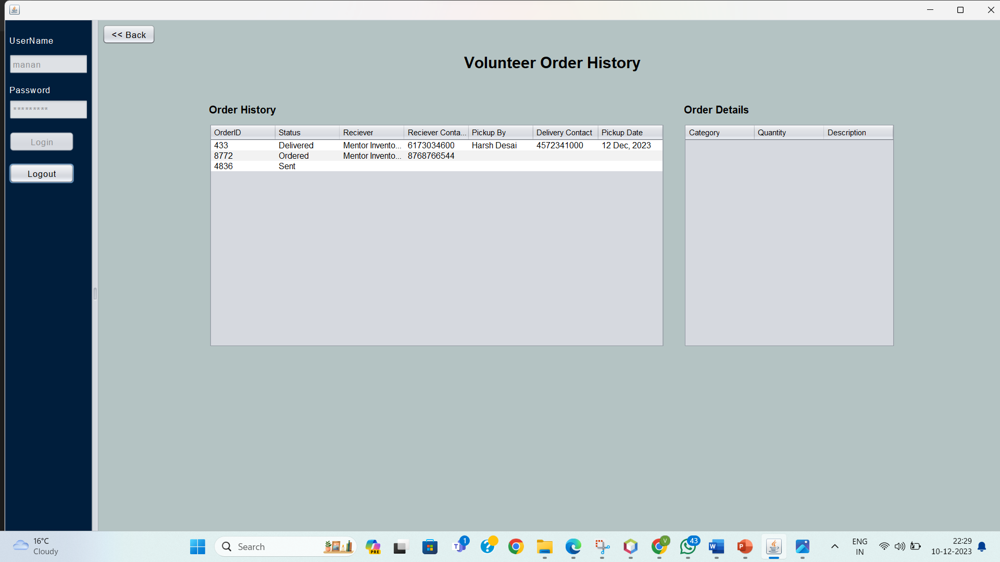 << Back
UserName
manan
Password
*********
Login
Logout
Volunteer Order History
Order History
OrderID Status Reciever Reciever Conta... Pickup By Delivery Contact Pickup Date
433 Delivered Mentor Invento... 6173034600 Harsh Desai 4572341000 12 Dec, 2023
8772 Ordered Mentor Invento... 8768766544
4836 Sent
Order Details
Category Quantity Description
16°C
Cloudy
Search
PRE
1
V
43
ENG
IN
22:29
10-12-2023